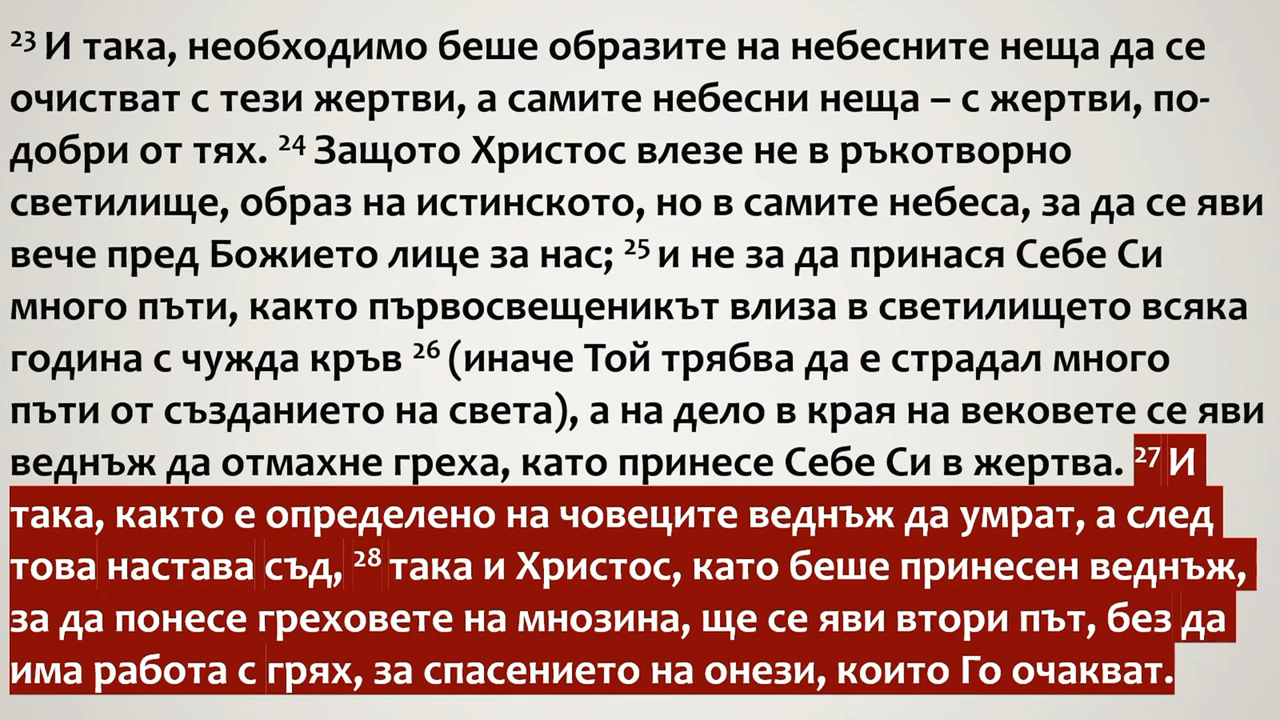 23 И така, необходимо беше образите на небесните неща да се
очистват с тези жертви, а самите небесни неща – с жертви, по-
добри от тях. 24 Защото Христос влезе не в ръкотворно
светилище, образ на истинското, но в самите небеса, за да се яви
вече пред Божието лице за нас; 25 и не за да принася Себе Си
много пъти, както първосвещеникът влиза в светилището всяка
година с чужда кръв 26 (иначе Той трябва да е страдал много
пъти от създанието на света), а на дело в края на вековете се яви
веднъж да отмахне греха, като принесе Себе Си в жертва. 27 И
така, както е определено на човеците веднъж да умрат, а след
това настава съд, 28 така и Христос, като беше принесен веднъж,
за да понесе греховете на мнозина, ще се яви втори път, без да
има работа с грях, за спасението на онези, които Го очакват.